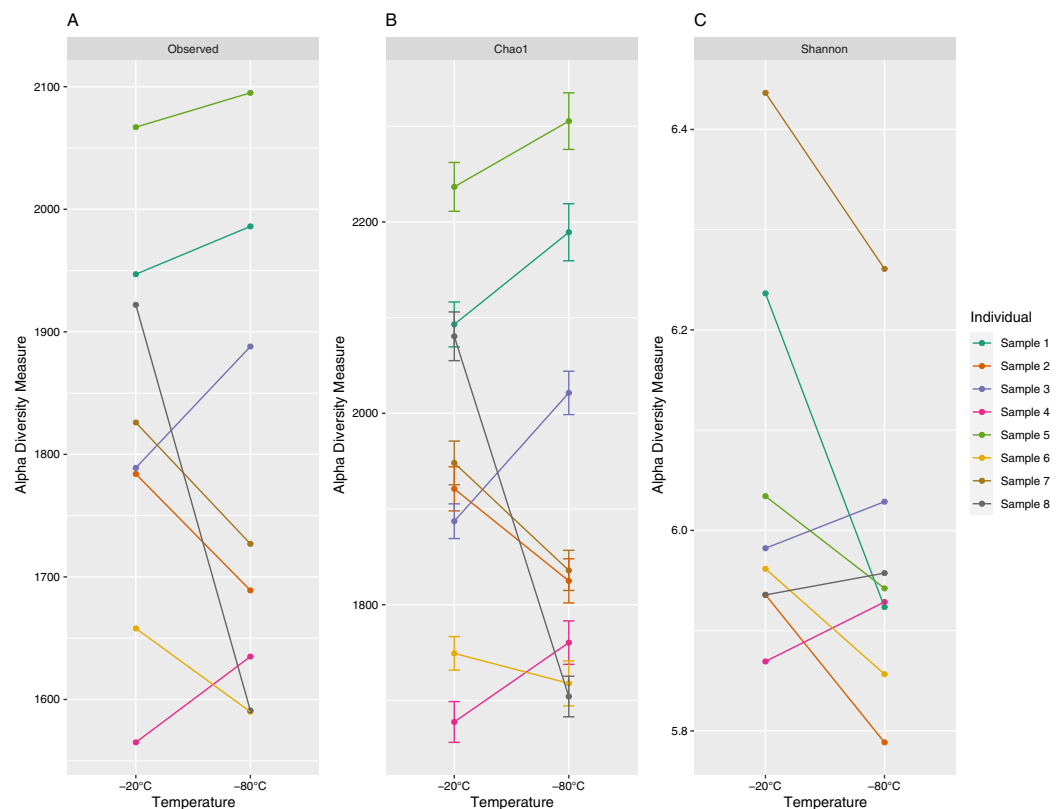 A
Observed
2100
2000
1900
1800
1700
1600
Alpha Diversity Measure
−20°C
−80°C
Temperature
B
Chao1
2200
2000
1800
Alpha Diversity Measure
−20°C
−80°C
Temperature
C
Shannon
6.4
6.2
6.0
5.8
Alpha Diversity Measure
−20°C
−80°C
Temperature
Individual
Sample 1
Sample 2
Sample 3
Sample 4
Sample 5
Sample 6
Sample 7
Sample 8